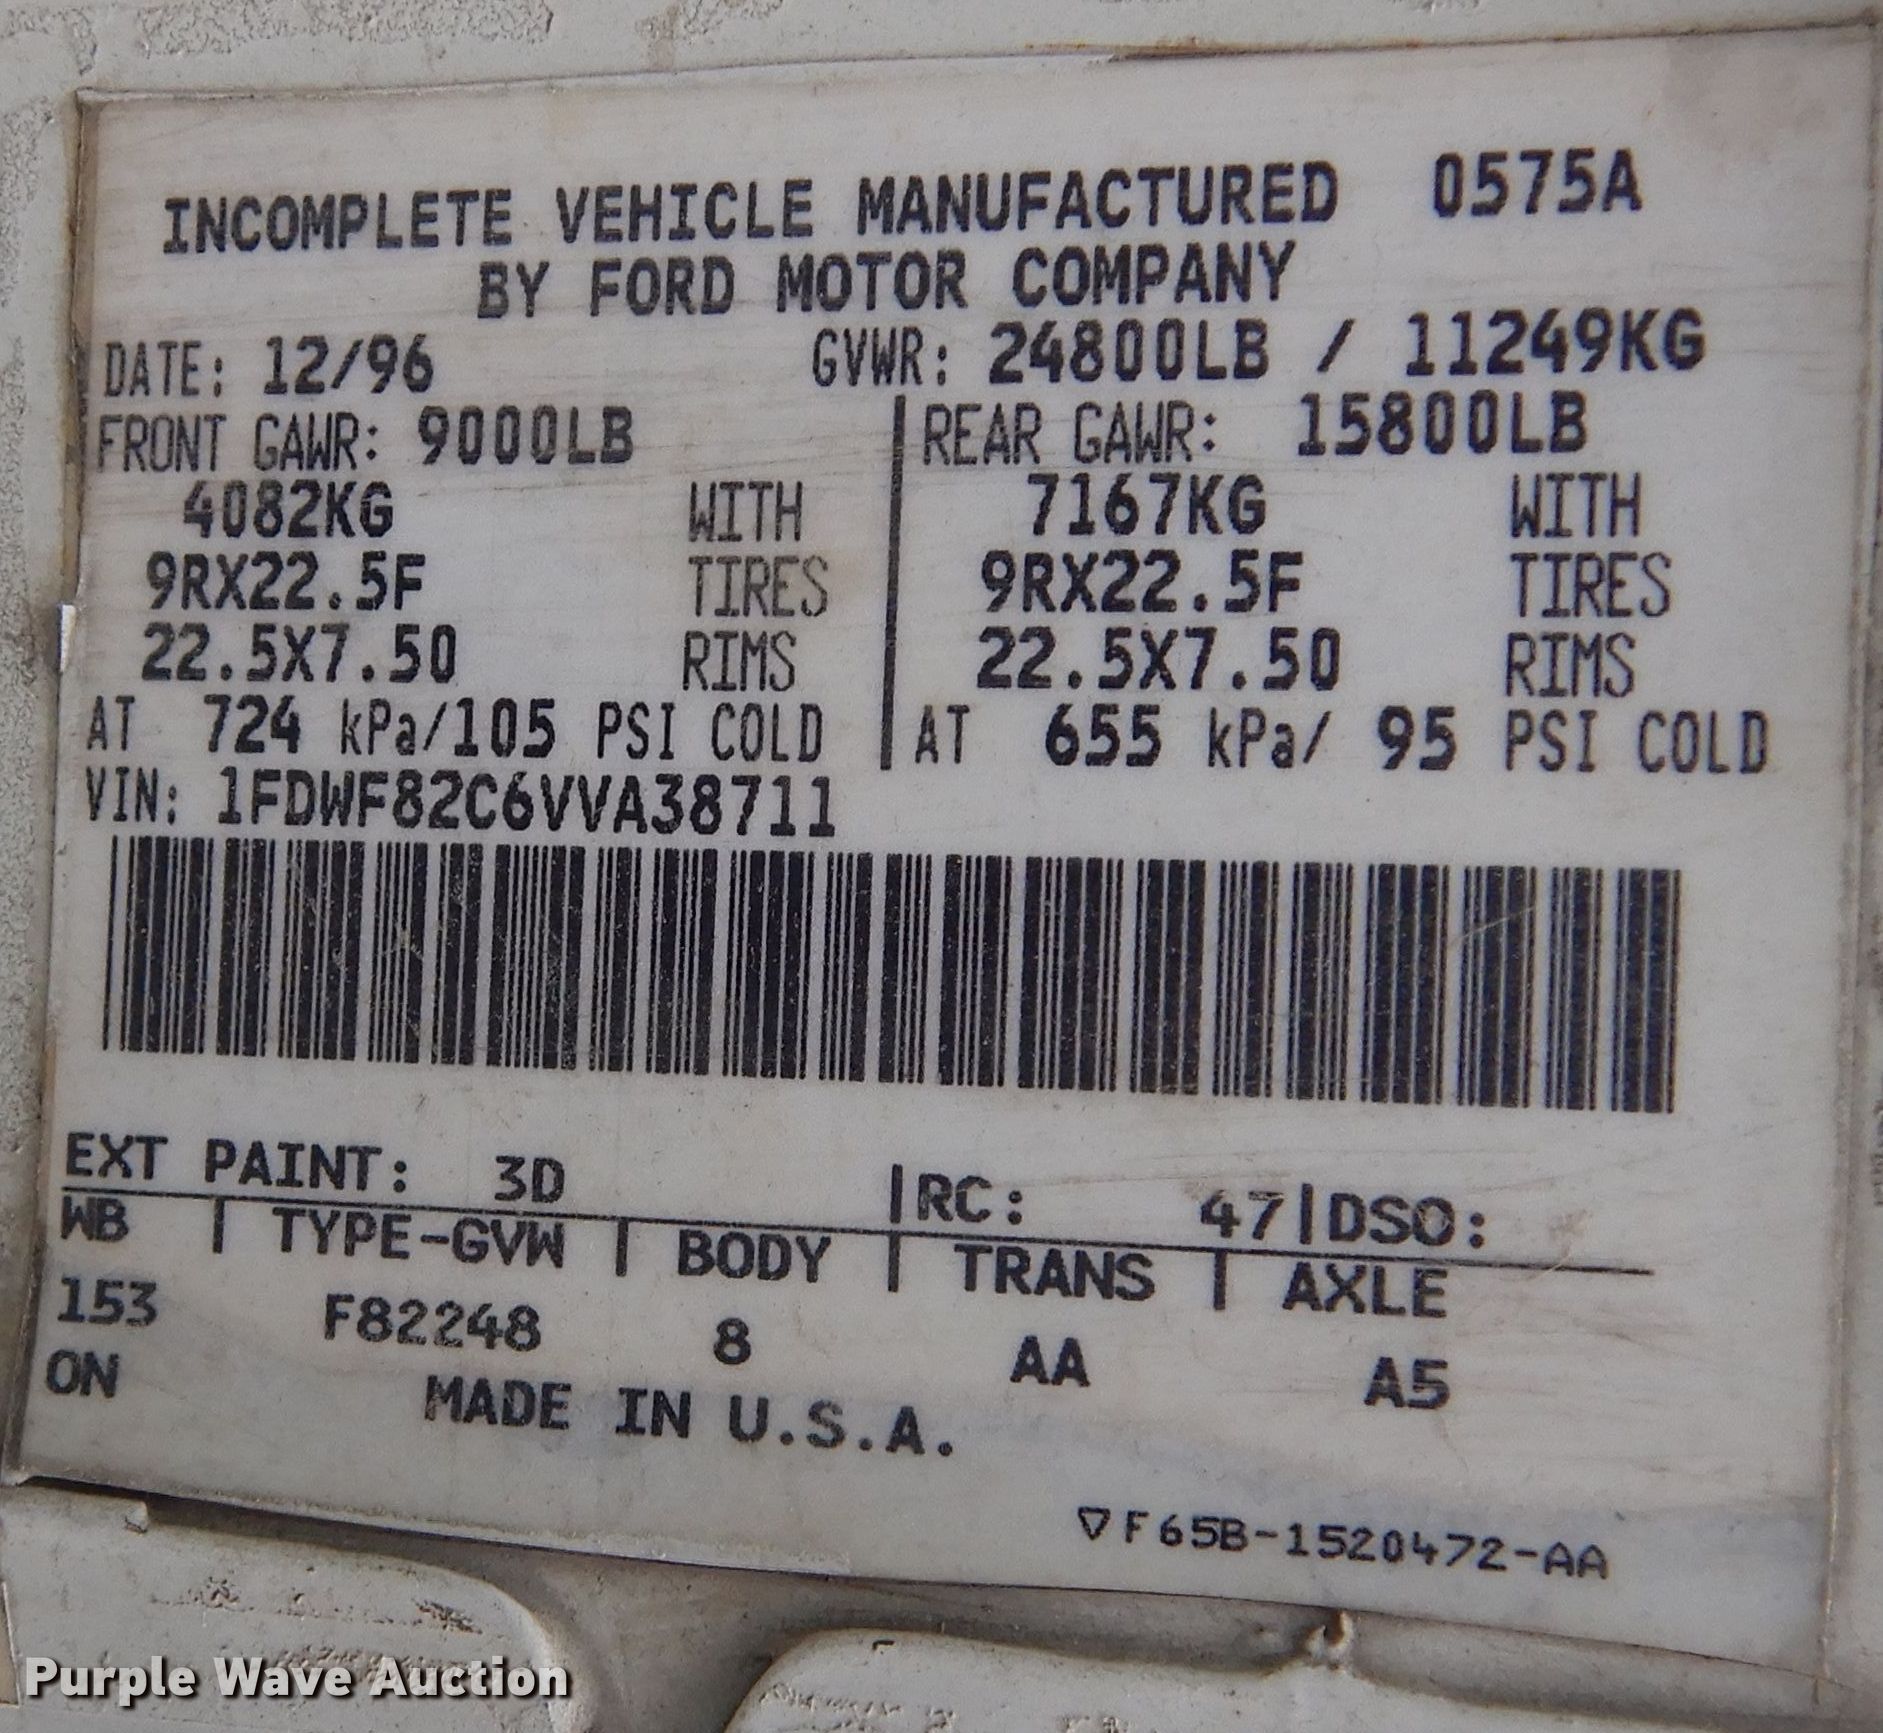 INCOMPLETE VEHICLE MANUFACTURED 0575A
BY FORD MOTOR COMPANY
DATE: 12/96 GVWR: 24800LB / 11249KG
FRONT GAWR: 9000LB REAR GAWR: 15800LB
4082KG WITH 7167KG WITH
9RX22.5F TIRES 9RX22.5F TIRES
22.5X7.50 RIMS 22.5X7.50 RIMS
AT 724 kPa/105 PSI COLD AT 655 kPa/ 95 PSI COLD
VIN: 1FDWF82C6VVA38711
EXT PAINT: 3D |RC: 47|DSO:
WB | TYPE-GVW | BODY | TRANS | AXLE
153 F82248 8 AA A5
ON MADE IN U.S.A.
▽F65B-1520472-AA
Purple Wave Auction